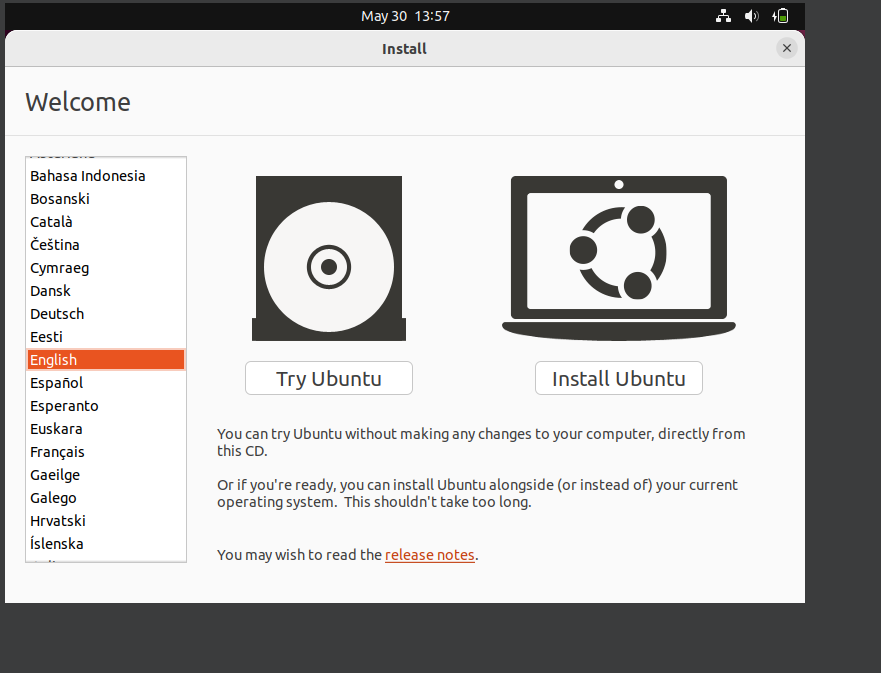 May 30 13:57
Install
Welcome
Bahasa Indonesia
Bosanski
Català
Čeština
Cymraeg
Dansk
Deutsch
Eesti
English
Español
Esperanto
Euskara
Français
Gaeilge
Galego
Hrvatski
Íslenska
Try Ubuntu
Install Ubuntu
You can try Ubuntu without making any changes to your computer, directly from
this CD.
Or if you're ready, you can install Ubuntu alongside (or instead of) your current
operating system. This shouldn't take too long.
You may wish to read the release notes.